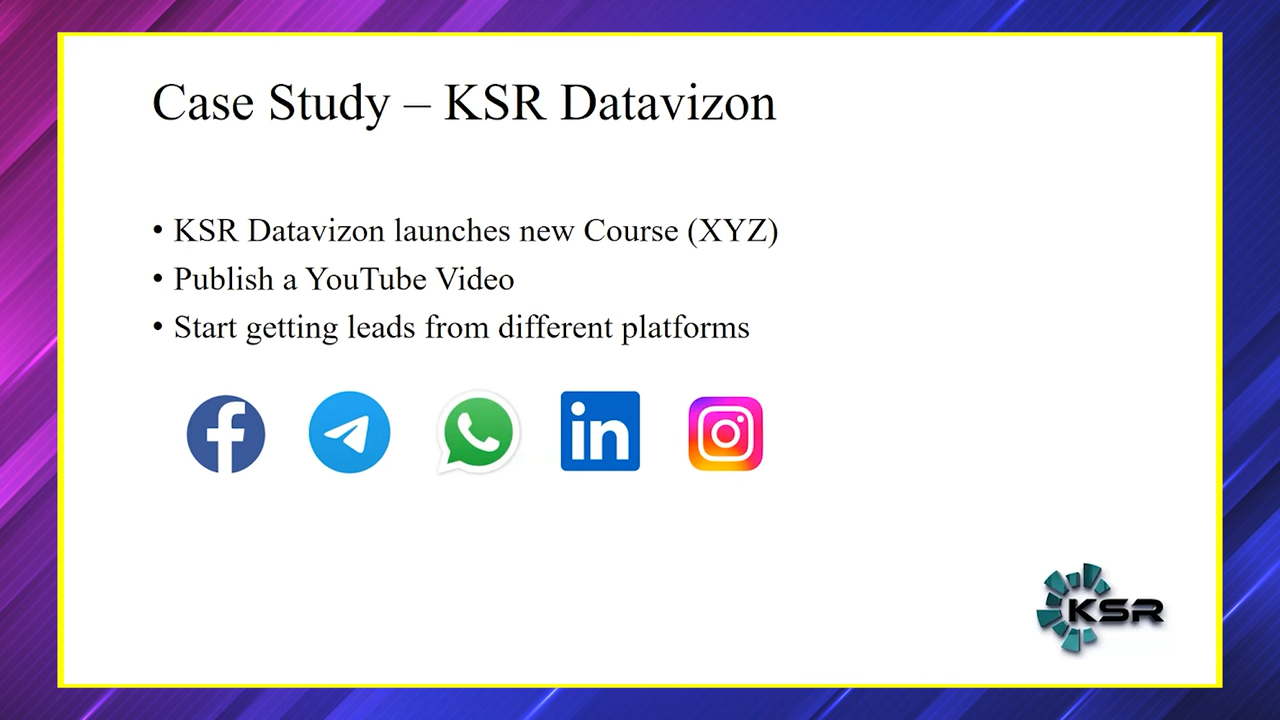 Case Study – KSR Datavizon
• KSR Datavizon launches new Course (XYZ)
• Publish a YouTube Video
• Start getting leads from different platforms
f
in
KSR